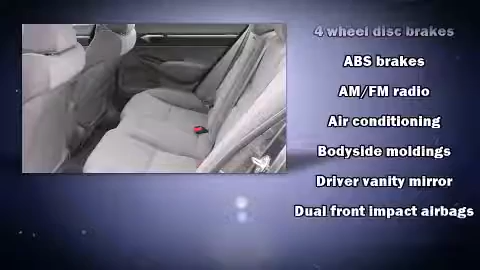 4 wheel disc brakes
ABS brakes
AM/FM radio
Air conditioning
Bodyside moldings
Driver vanity mirror
Dual front impact airbags